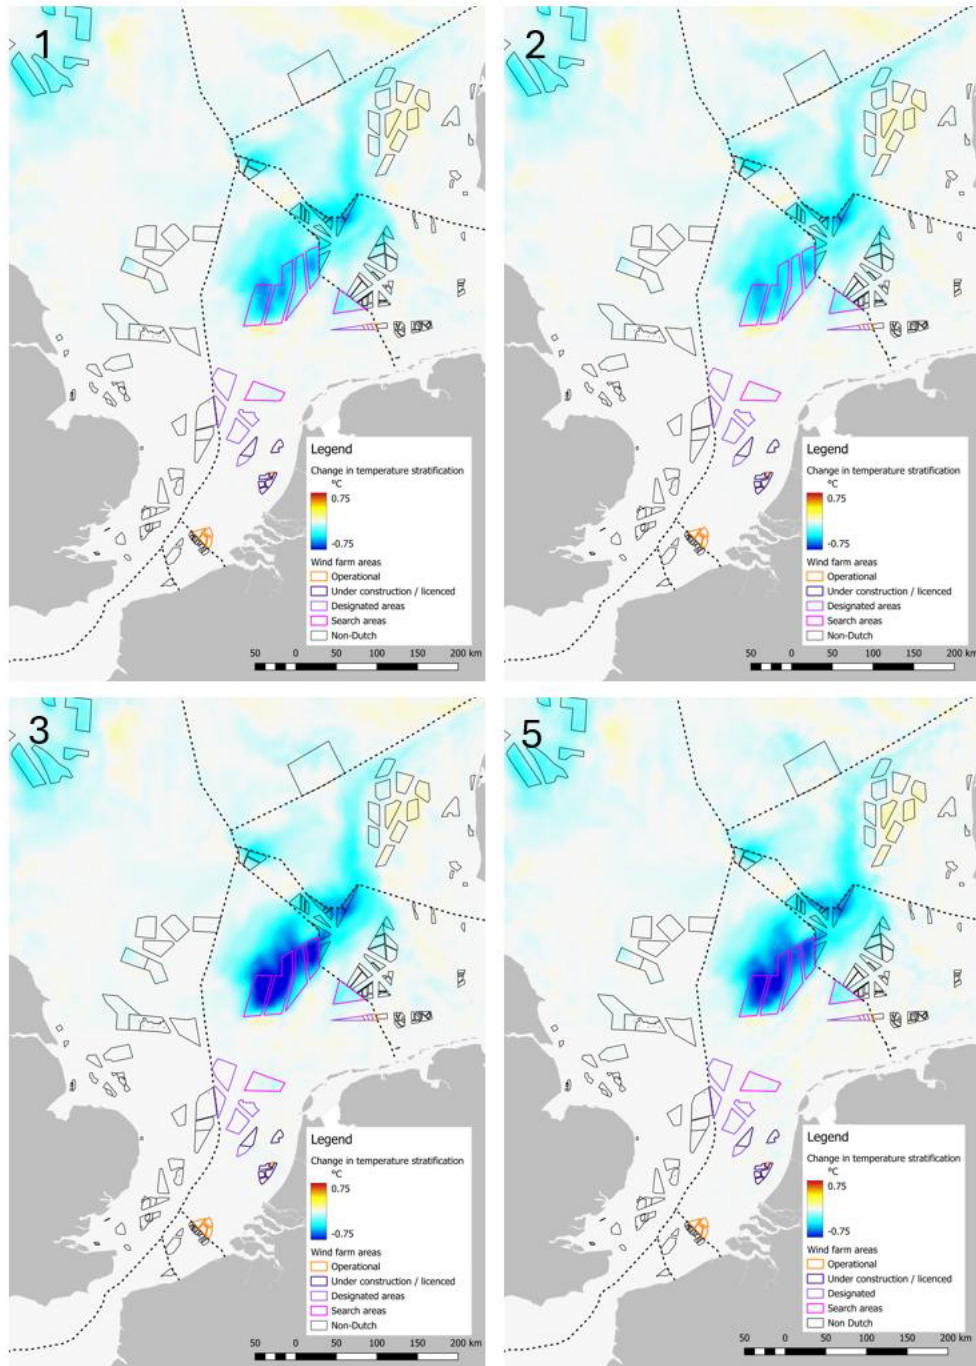 1
Legend
Change in temperature stratification
°C
0.75
-0.75
Wind farm areas
Operational
Under construction / licenced
Designated areas
Search areas
Non-Dutch
50 0 50 100 150 200 km
2
Legend
Change in temperature stratification
°C
0.75
-0.75
Wind farm areas
Operational
Under construction / licenced
Designated areas
Search areas
Non-Dutch
50 0 50 100 150 200 km
3
Legend
Change in temperature stratification
°C
0.75
-0.75
Wind farm areas
Operational
Under construction / licenced
Designated areas
Search areas
Non-Dutch
50 0 50 100 150 200 km
5
Legend
Change in temperature stratification
°C
0.75
-0.75
Wind farm areas
Operational
Under construction / licenced
Designated
Search areas
Non Dutch
50 0 50 100 150 200 km